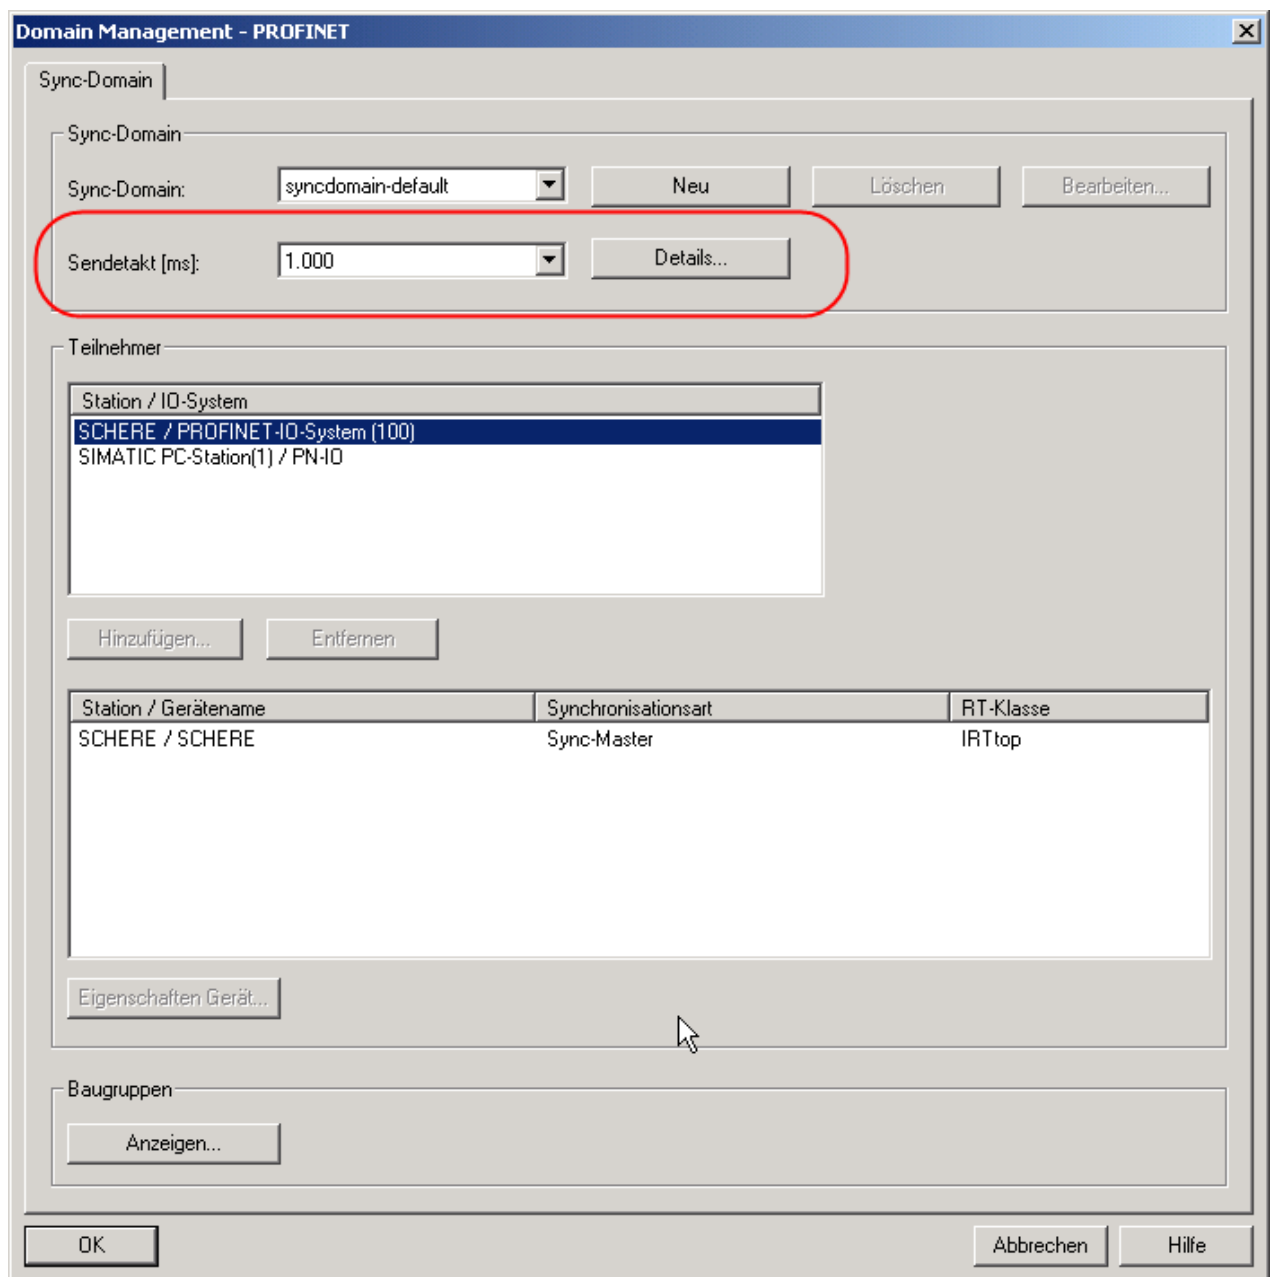 Domain Management - PROFINET
Sync-Domain
Sync-Domain
Sync-Domain: syncdomain-default Neu Löschen Bearbeiten...
Sendetakt [ms]: 1.000 Details...
Teilnehmer
Station / IO-System
SCHERE / PROFINET-IO-System (100)
SIMATIC PC-Station(1) / PN-IO
Hinzufügen... Entfernen
Station / Gerätename Synchronisationsart RT-Klasse
SCHERE / SCHERE Sync-Master IRTtop
Eigenschaften Gerät...
Baugruppen
Anzeigen...
OK Abbrechen Hilfe